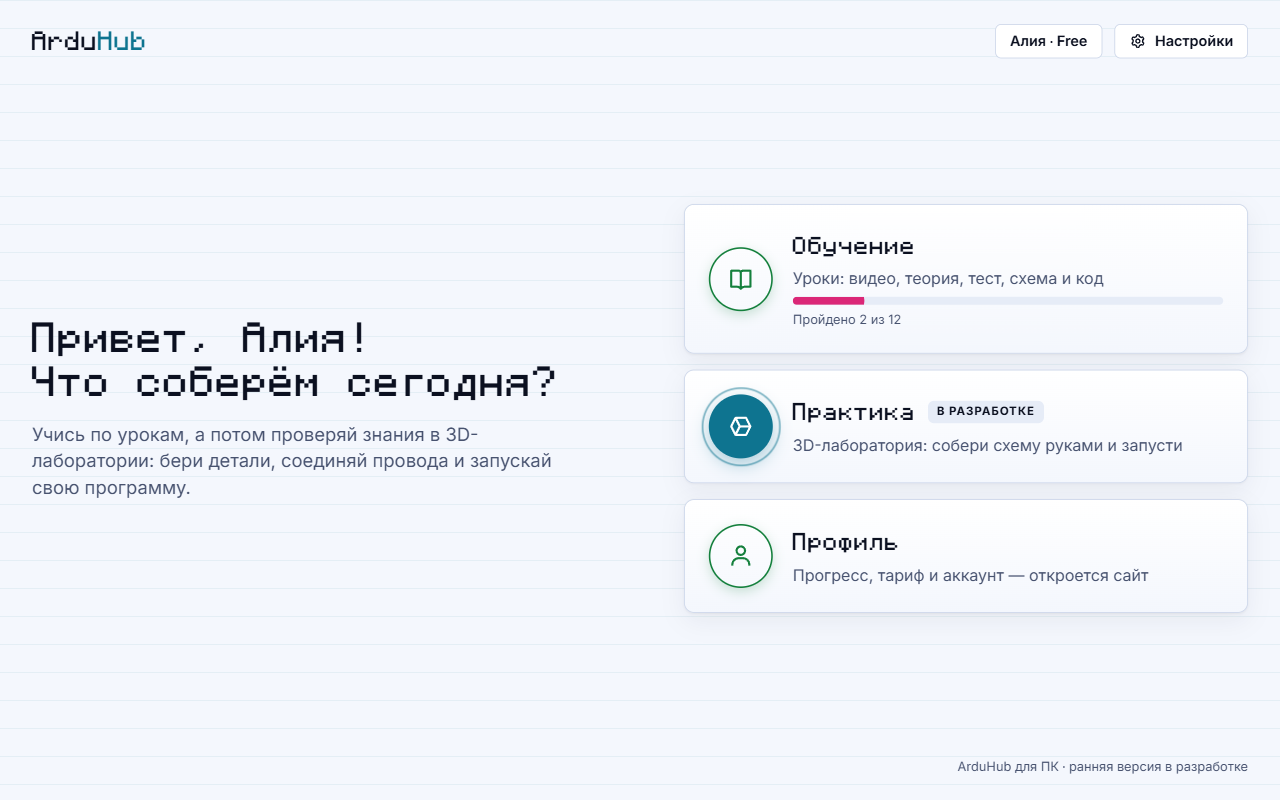 ArduHub
Алия · Free
Настройки
Привет, Алия!
Что соберём сегодня?
Учись по урокам, а потом проверяй знания в 3D-
лаборатории: бери детали, соединяй провода и запускай
свою программу.
Обучение
Уроки: видео, теория, тест, схема и код
Пройдено 2 из 12
Практика
В РАЗРАБОТКЕ
3D-лаборатория: собери схему руками и запусти
Профиль
Прогресс, тариф и аккаунт — откроется сайт
ArduHub для ПК · ранняя версия в разработке